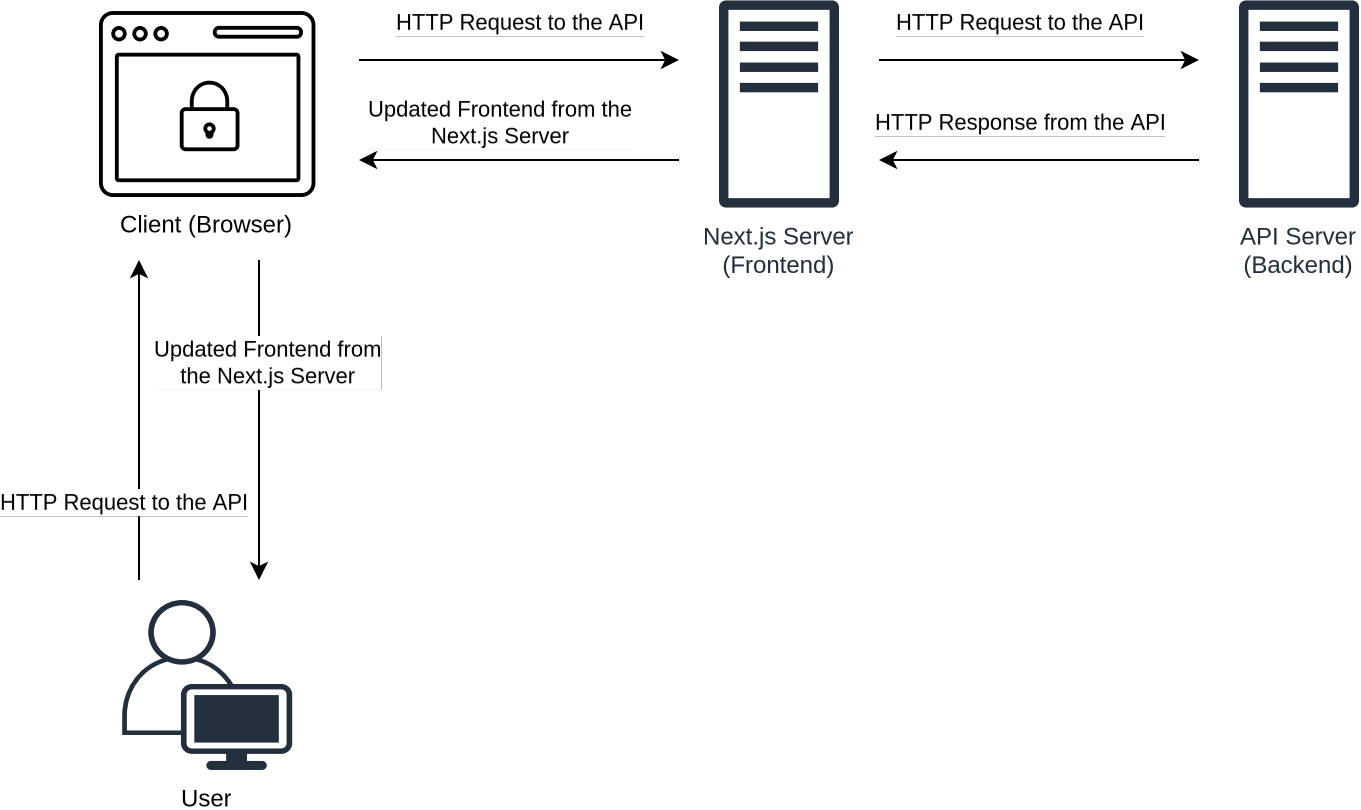 HTTP Request to the API
HTTP Request to the API
Updated Frontend from the
Next.js Server
HTTP Response from the API
Client (Browser)
Next.js Server
(Frontend)
API Server
(Backend)
Updated Frontend from
the Next.js Server
HTTP Request to the API
User